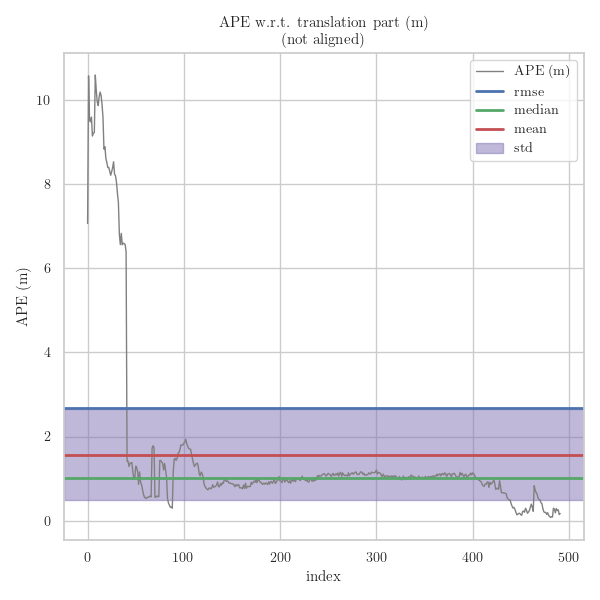 APE w.r.t. translation part (m)
(not aligned)
APE (m)
rmse
median
mean
std
10
8
6
4
2
0
APE (m)
0
100
200
300
400
500
index